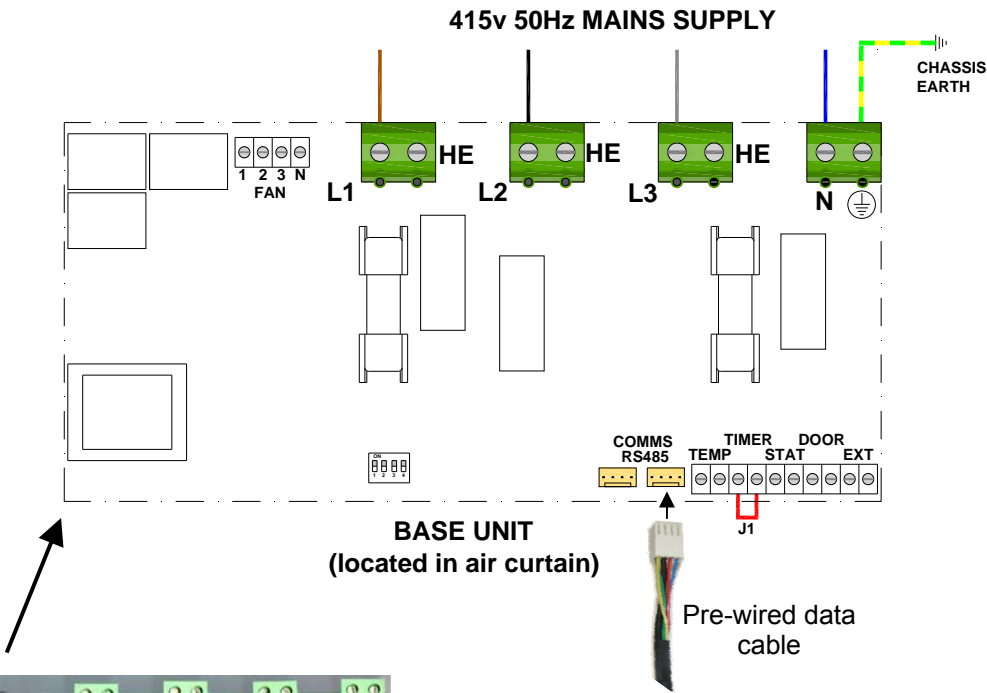 415v 50Hz MAINS SUPPLY
CHASSIS
EARTH
1 2 3 N
FAN
HE
HE
HE
L1
L2
L3
N
COMMS
RS485
TIMER
DOOR
TEMP
STAT
EXT
ON
1 2 3 4
J1
BASE UNIT
(located in air curtain)
Pre-wired data
cable